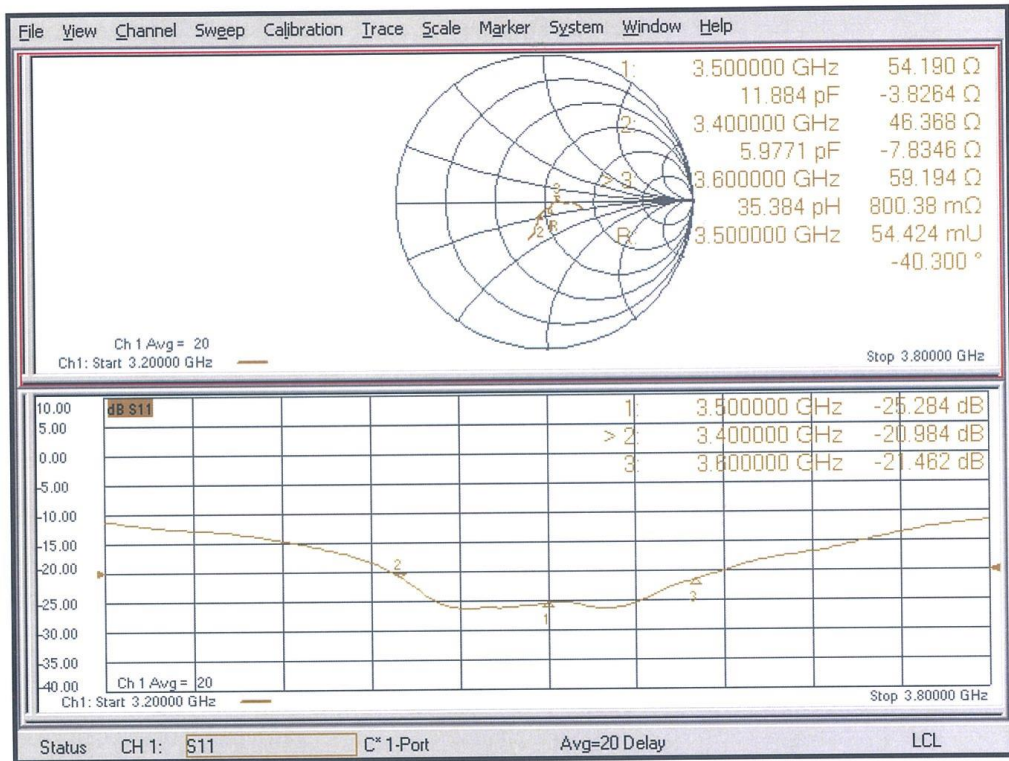 File View Channel Sweep Calibration Trace Scale Marker System Window Help
1: 3.500000 GHz 54.190 Ω
11.884 pF -3.8264 Ω
2: 3.400000 GHz 46.368 Ω
5.9771 pF -7.8346 Ω
> 3: 3.600000 GHz 59.194 Ω
35.384 pH 800.38 mΩ
R: 3.500000 GHz 54.424 mU
-40.300 °
3
2 R
Ch 1 Avg = 20
Ch1: Start 3.20000 GHz Stop 3.80000 GHz
10.00 dB S11 1: 3.500000 GHz -25.284 dB
5.00 > 2: 3.400000 GHz -20.984 dB
0.00 3: 3.600000 GHz -21.462 dB
-5.00
-10.00
-15.00
-20.00 2
-25.00 1 3
-30.00
-35.00
-40.00 Ch 1 Avg = 20
Ch1: Start 3.20000 GHz Stop 3.80000 GHz
Status CH 1: S11 C* 1-Port Avg=20 Delay LCL